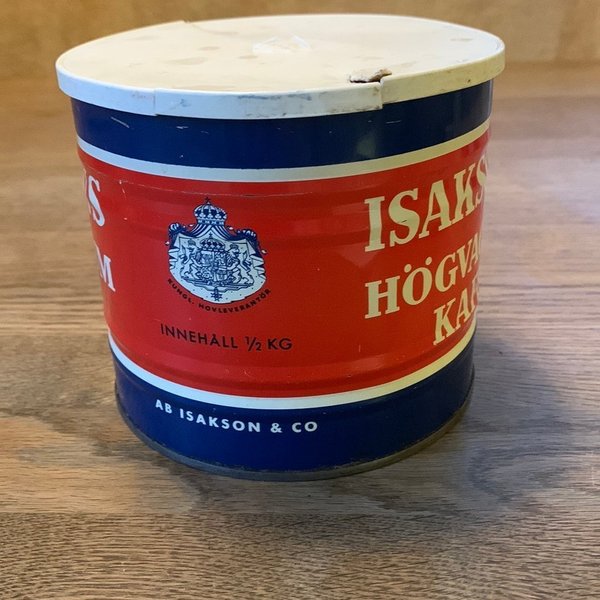 KUNGL. HOVLEVERANTÖR
INNEHÅLL ½ KG
AB ISAKSON & CO
ISAKS
HÖGVA
KA